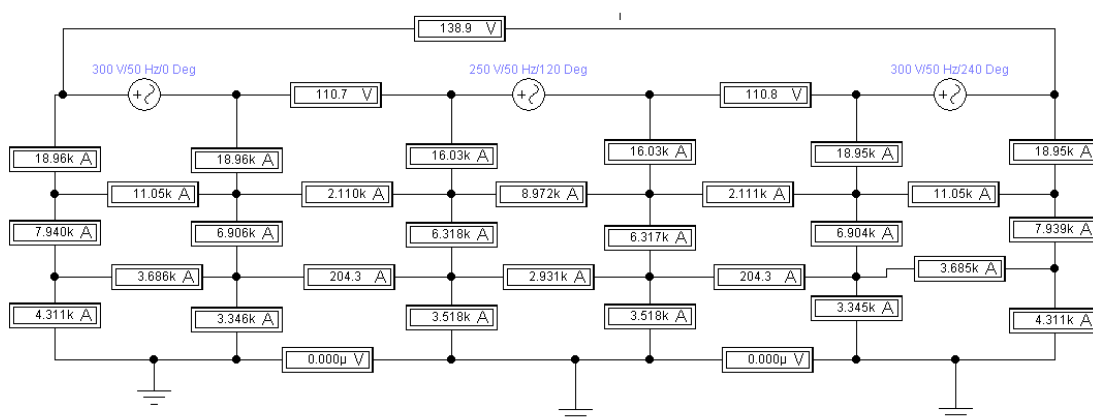 138.9 V
300 V/50 Hz/0 Deg
250 V/50 Hz/120 Deg
300 V/50 Hz/240 Deg
110.7 V
110.8 V
18.96k A
18.96k A
16.03k A
16.03k A
18.95k A
18.95k A
11.05k A
2.110k A
8.972k A
2.111k A
11.05k A
7.940k A
6.906k A
6.318k A
6.317k A
6.904k A
7.939k A
3.686k A
204.3 A
2.931k A
204.3 A
3.685k A
4.311k A
3.346k A
3.518k A
3.518k A
3.345k A
4.311k A
0.000µ V
0.000µ V